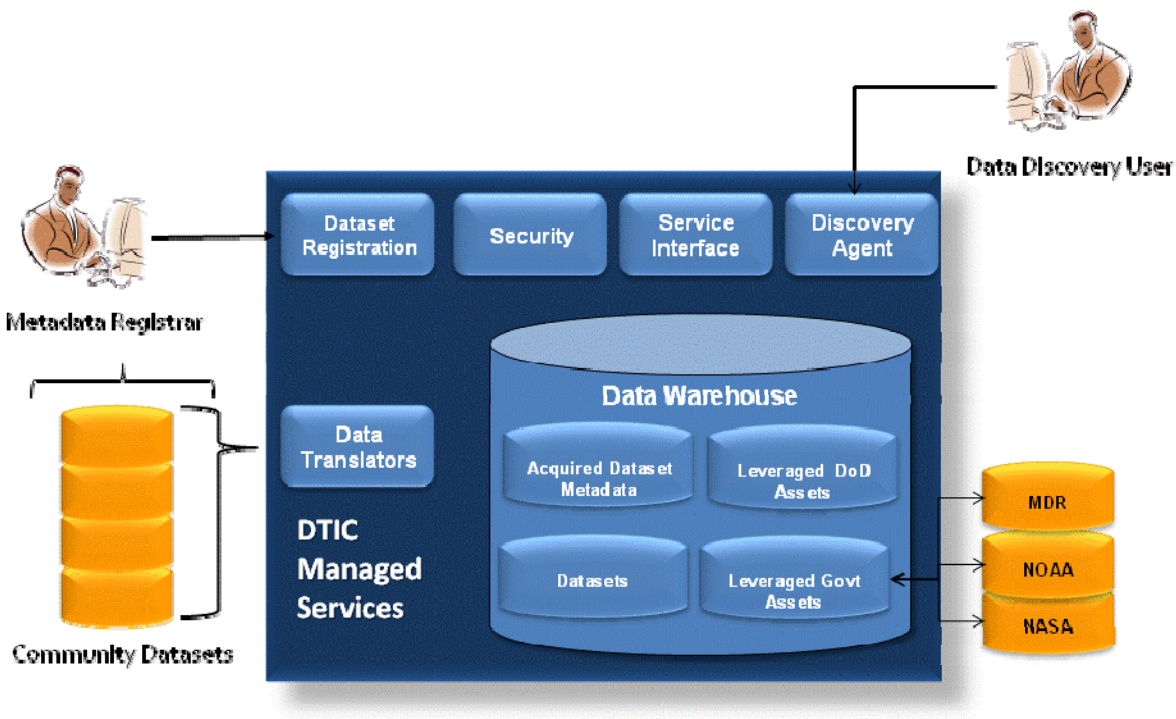 Data Discovery User
Dataset
Registration
Security
Service
Interface
Discovery
Agent
Metadata Registrar
Data Warehouse
Data
Translators
Acquired Dataset
Metadata
Leveraged DoD
Assets
MDR
DTIC
Managed
Services
Datasets
Leveraged Govt
Assets
NOAA
NASA
Community Datasets